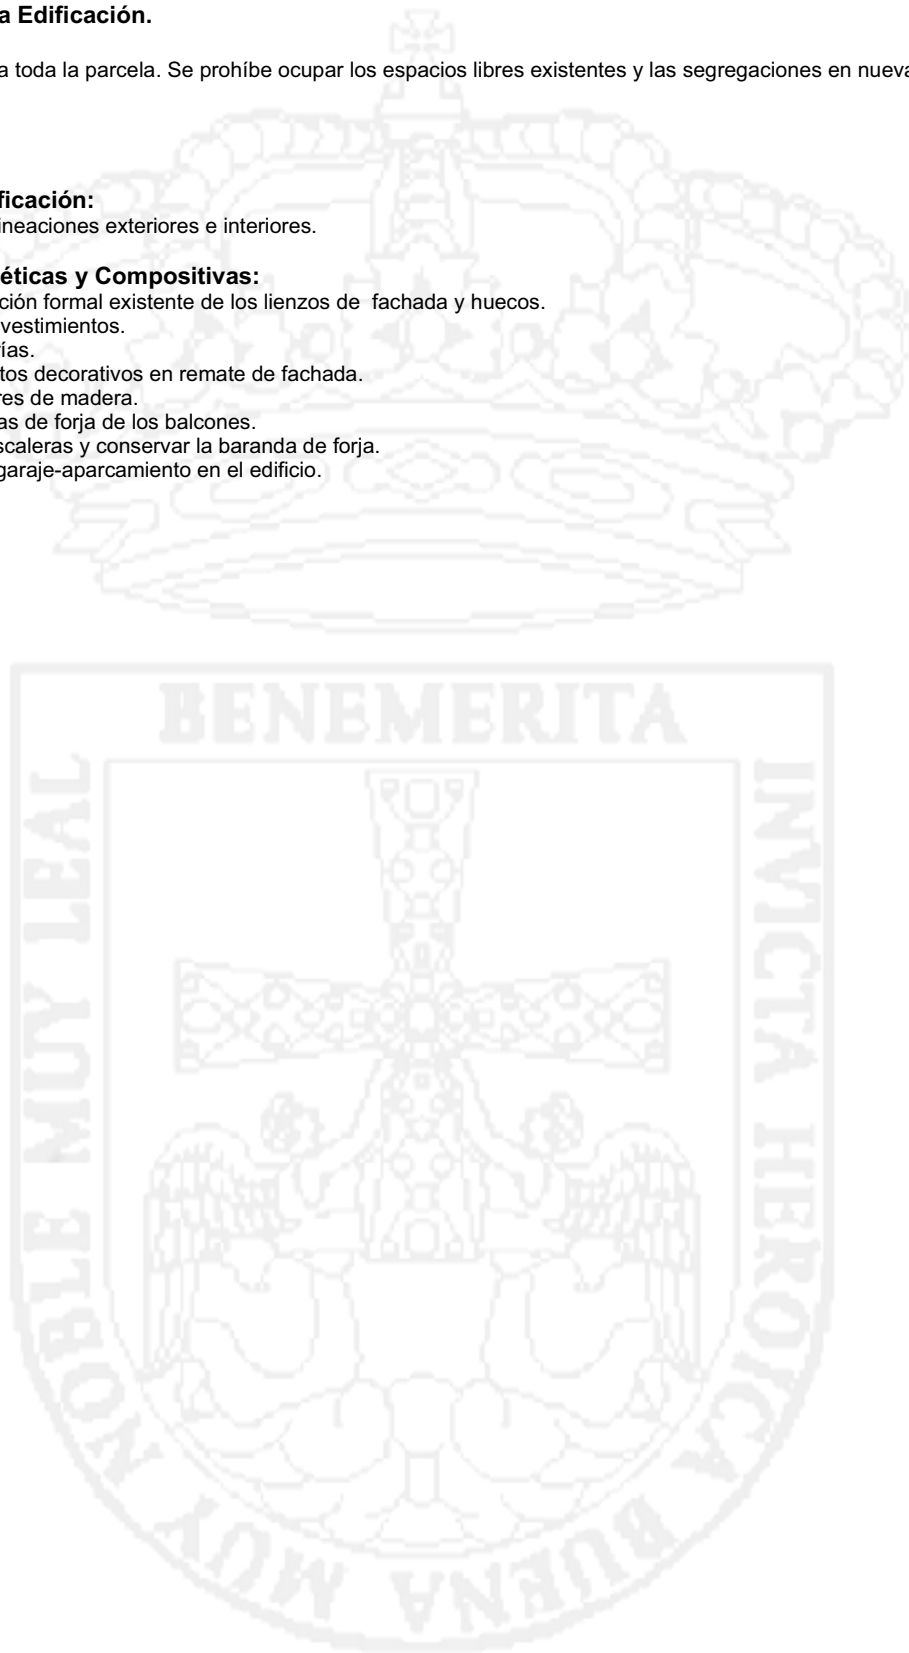 a Edificación.
a toda la parcela. Se prohíbe ocupar los espacios libres existentes y las segregaciones en nueva
ficación:
ineaciones exteriores e interiores.
éticas y Compositivas:
ción formal existente de los lienzos de fachada y huecos.
vestimientos.
rías.
tos decorativos en remate de fachada.
res de madera.
as de forja de los balcones.
scaleras y conservar la baranda de forja.
garaje-aparcamiento en el edificio.
BENEMERITA
INVICTA HEROICA BUENA
MUY NOBLE MUY LEAL